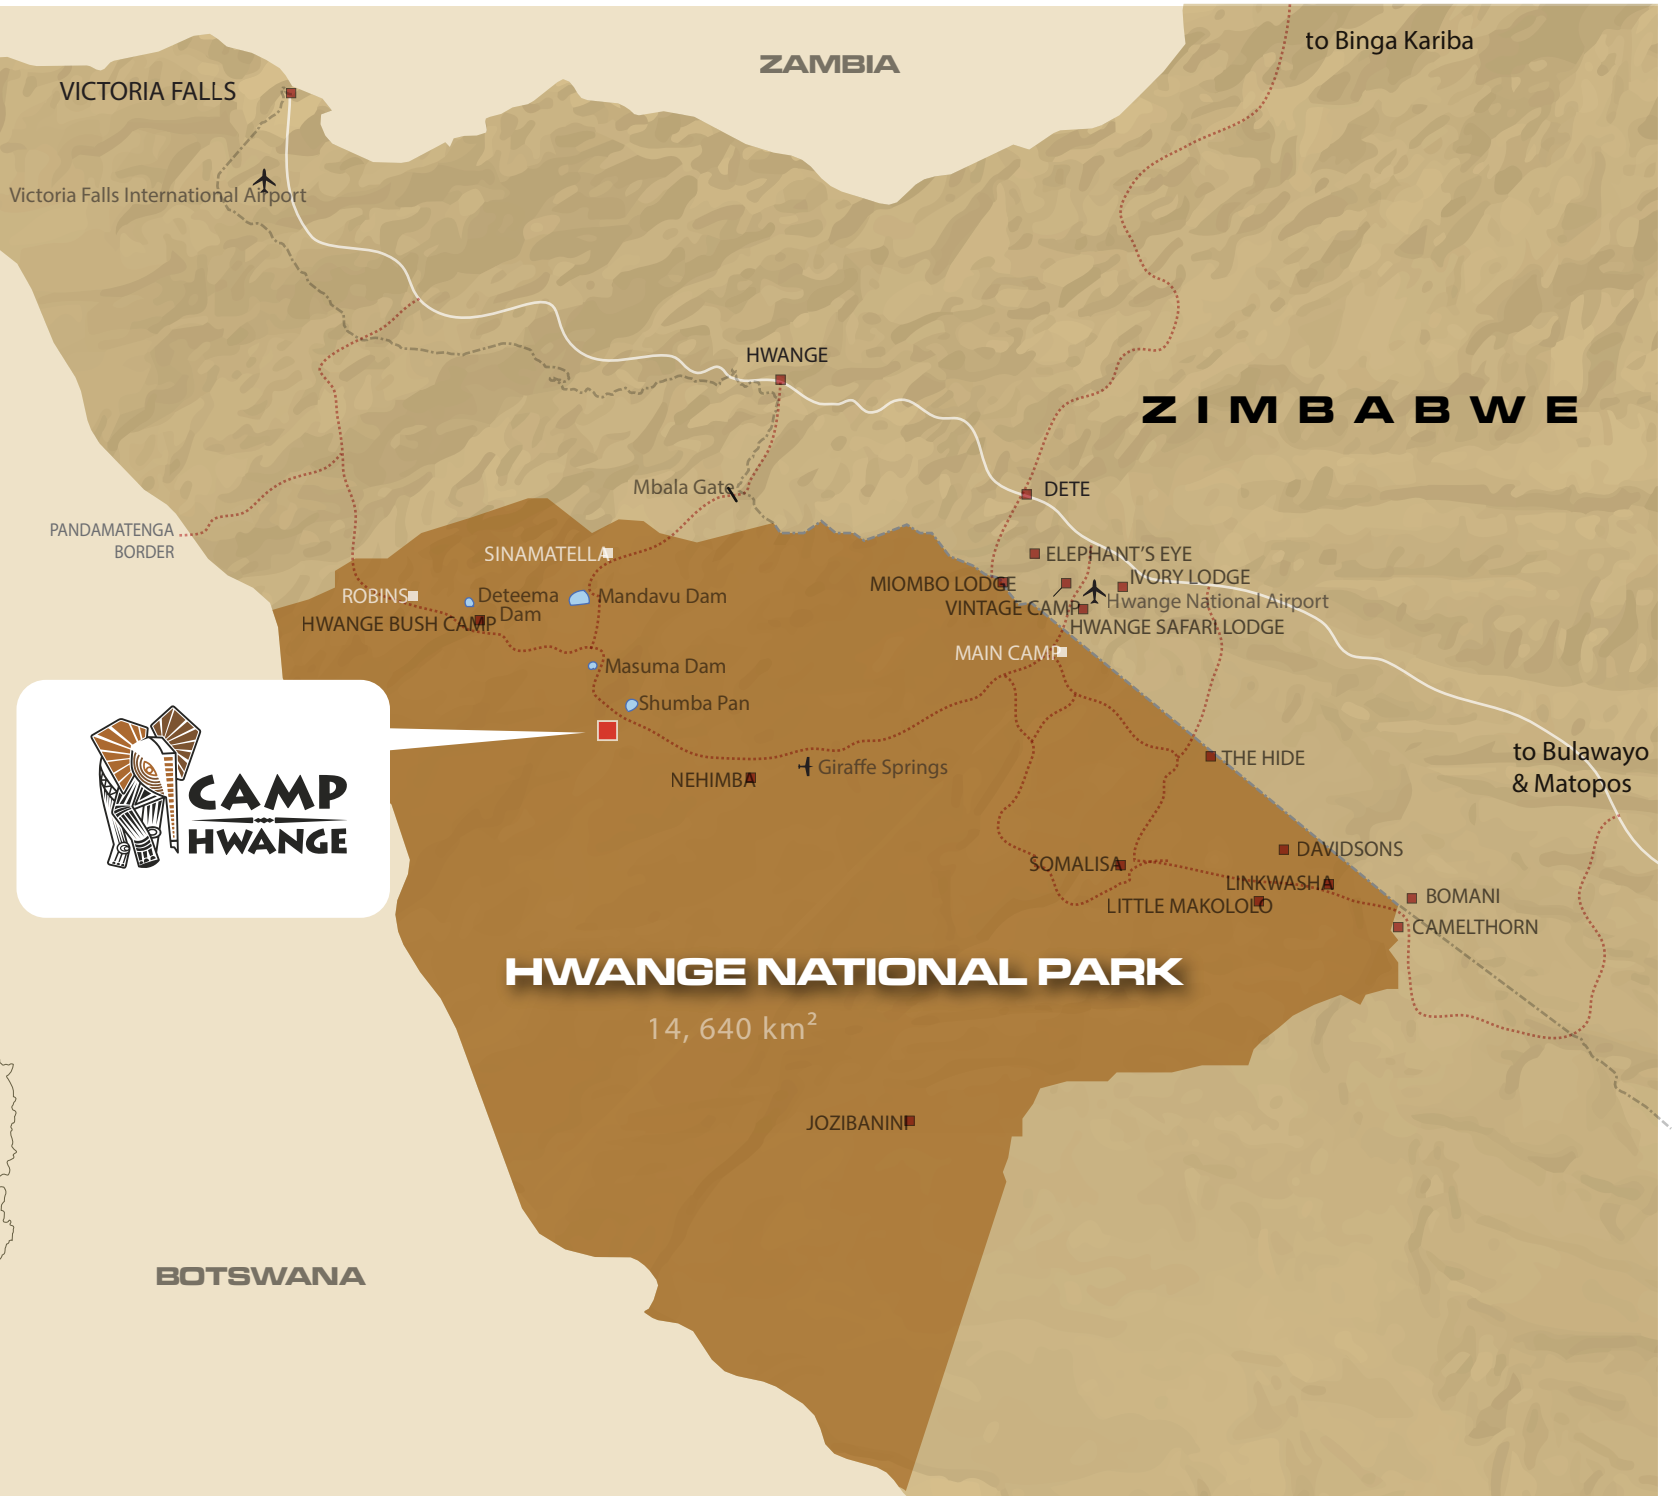 to Binga Kariba
ZAMBIA
VICTORIA FALLS
Victoria Falls International Airport
HWANGE
ZIMBABWE
Mbala Gate
DETE
PANDAMATENGA
BORDER
SINAMATELLA
ELEPHANT'S EYE
MIOMBO LODGE
IVORY LODGE
ROBINS
Deteema
Dam
Mandavu Dam
VINTAGE CAMP
Hwange National Airport
HWANGE BUSH CAMP
HWANGE SAFARI LODGE
MAIN CAMP
Masuma Dam
Shumba Pan
to Bulawayo
& Matopos
THE HIDE
Giraffe Springs
NEHIMBA
CAMP
HWANGE
DAVIDSONS
SOMALISA
LINKWASHA
BOMANI
LITTLE MAKOLOLO
CAMELTHORN
HWANGE NATIONAL PARK
14, 640 km²
JOZIBANINI
BOTSWANA